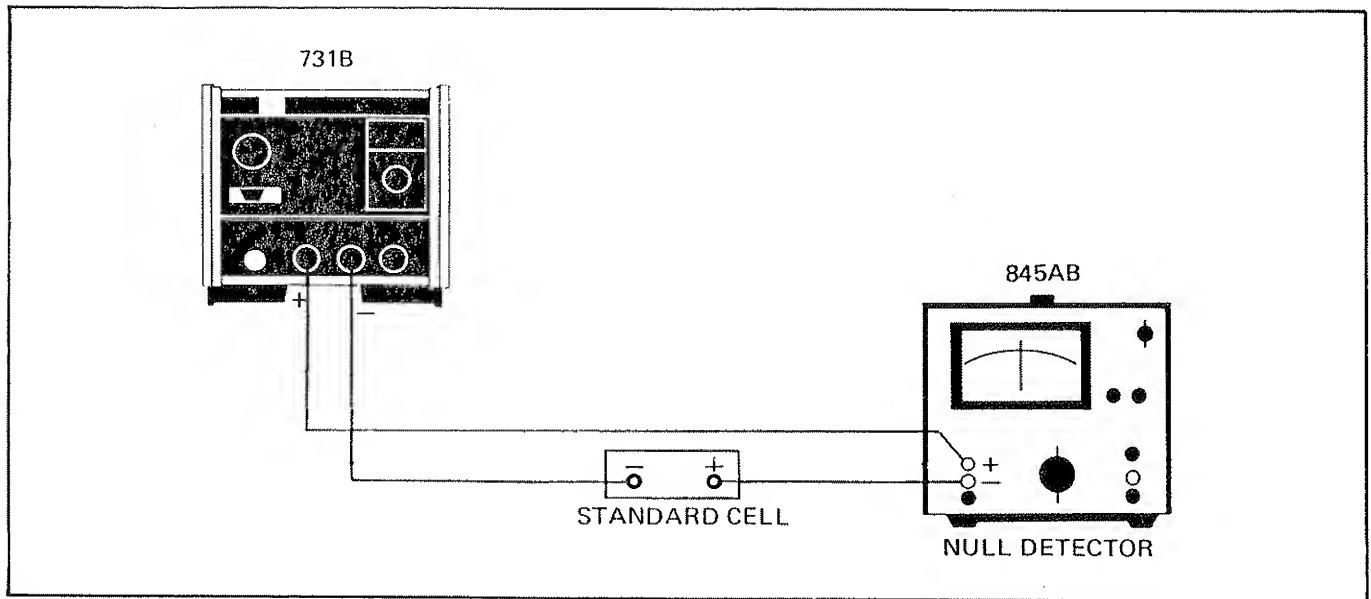 731B
+
−
845AB
+
−
− +
STANDARD CELL
NULL DETECTOR